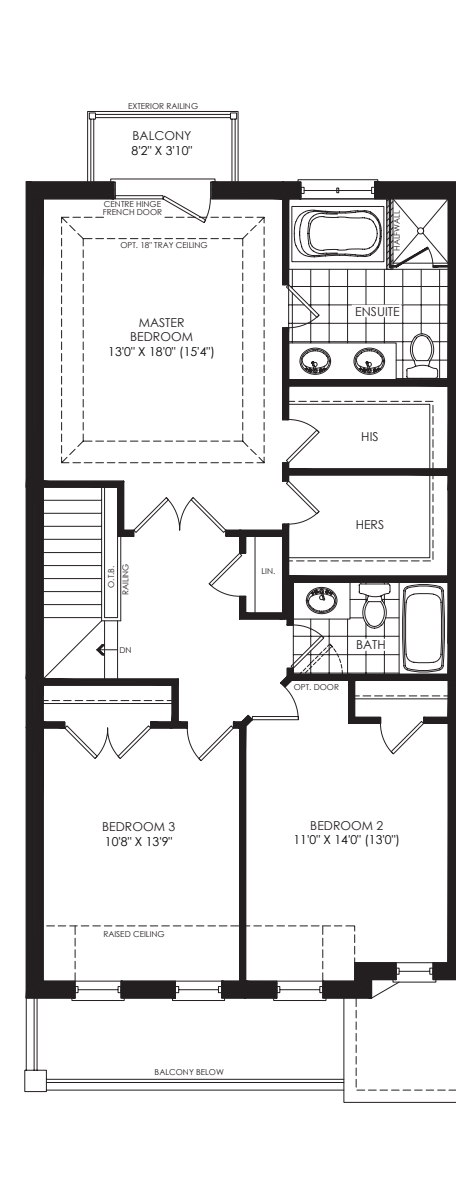 EXTERIOR RAILING
BALCONY
8'2" X 3'10"
CENTRE HINGE
FRENCH DOOR
HALFWALL
OPT. 18" TRAY CEILING
ENSUITE
MASTER
BEDROOM
13'0" X 18'0" (15'4")
HIS
HERS
LIN.
O.T.B.
RAILING
DN
BATH
OPT. DOOR
BEDROOM 3
10'8" X 13'9"
BEDROOM 2
11'0" X 14'0" (13'0")
RAISED CEILING
BALCONY BELOW